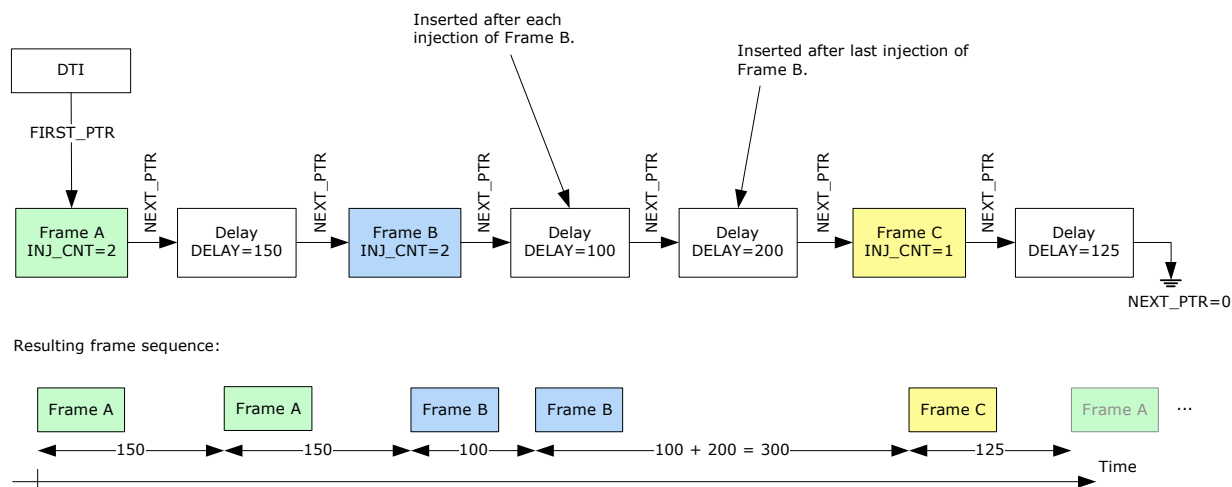 Inserted after each
injection of Frame B.
Inserted after last injection of
Frame B.
DTI
FIRST_PTR
NEXT_PTR
NEXT_PTR
NEXT_PTR
NEXT_PTR
NEXT_PTR
NEXT_PTR
Frame A
INJ_CNT=2
Delay
DELAY=150
Frame B
INJ_CNT=2
Delay
DELAY=100
Delay
DELAY=200
Frame C
INJ_CNT=1
Delay
DELAY=125
NEXT_PTR=0
Resulting frame sequence:
Frame A
Frame A
Frame B
Frame B
Frame C
Frame A
...
150
150
100
100 + 200 = 300
125
Time